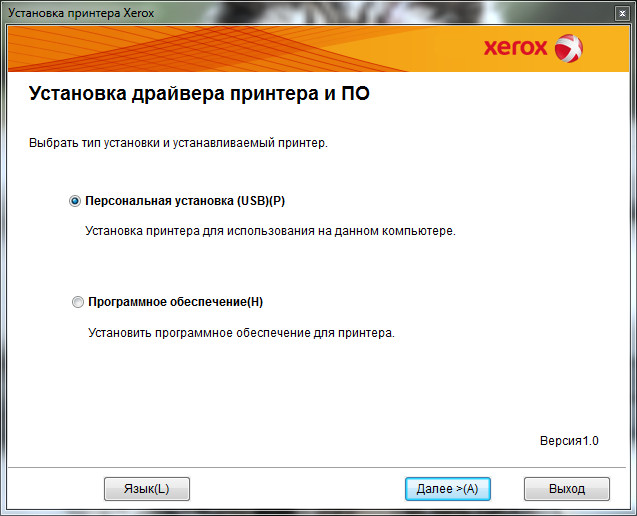 Установка принтера Xerox
xerox
Установка драйвера принтера и ПО
Выбрать тип установки и устанавливаемый принтер.
Персональная установка (USB)(P)
Установка принтера для использования на данном компьютере.
Программное обеспечение(H)
Установить программное обеспечение для принтера.
Версия1.0
Язык(L) Далее >(A) Выход